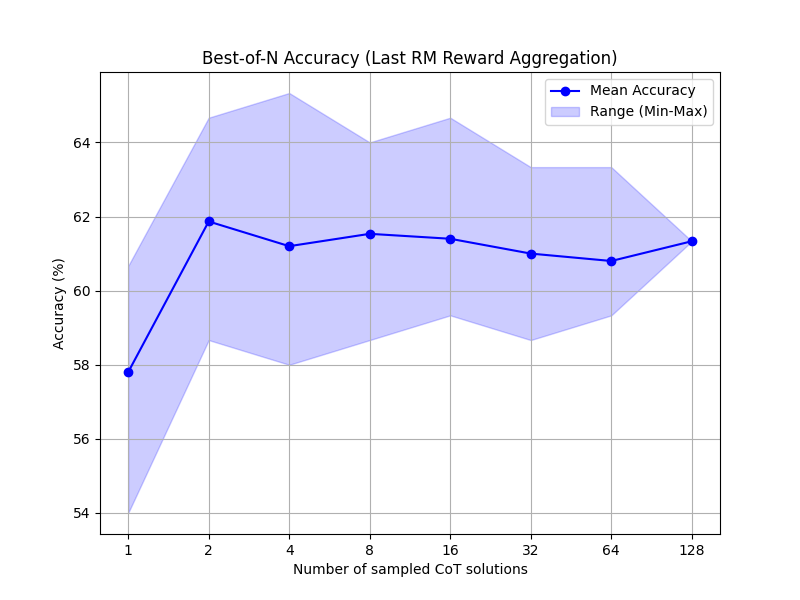 Best-of-N Accuracy (Last RM Reward Aggregation)
Mean Accuracy
Range (Min-Max)
Accuracy (%)
64
62
60
58
56
54
1 2 4 8 16 32 64 128
Number of sampled CoT solutions